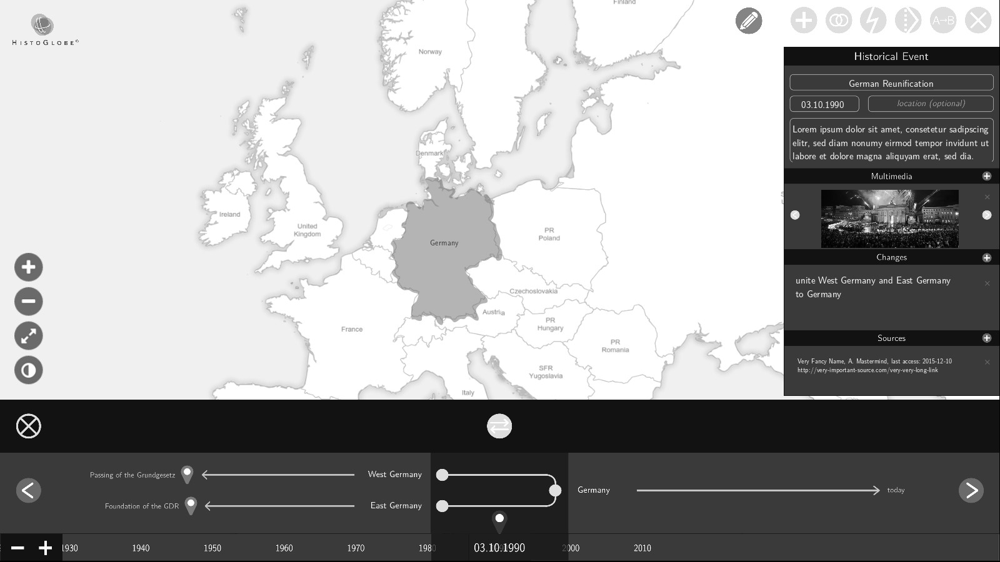 Finland
HISTOGLOBE
A→B
Norway
Historical Event
German Reunification
03.10.1990
location (optional)
Lorem ipsum dolor sit amet, consetetur sadipscing
elitr, sed diam nonumy eirmod tempor invidunt ut
labore et dolore magna aliquyam erat, sed dia.
Denmark
Multimedia
Ireland
United
Kingdom
PR
Poland
Germany
Changes
unite West Germany and East Germany
to Germany
Czechoslovakia
Austria
PR
Hungary
France
PR
Romania
SFR
Yugoslavia
Italy
Sources
Very Fancy Name, A. Mastermind, last access: 2015-12-10
http://very-important-source.com/very-very-long-link
Passing of the Grundgesetz
West Germany
Germany
today
Foundation of the GDR
East Germany
1930
1940
1950
1960
1970
198
03.10.1990
2000
2010